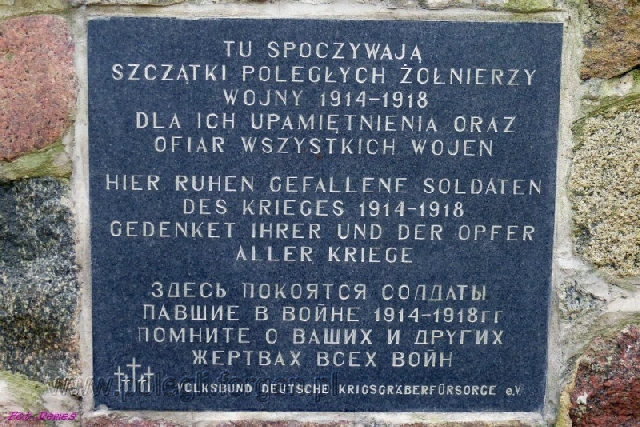 TU SPOCZYWAJĄ
SZCZĄTKI POLEGŁYCH ŻOŁNIERZY
WOJNY 1914-1918
DLA ICH UPAMIĘTNIENIA ORAZ
OFIAR WSZYSTKICH WOJEN
HIER RUHEN GEFALLENE SOLDATEN
DES KRIEGES 1914-1918
GEDENKET IHRER UND DER OPFER
ALLER KRIEGE
ЗДЕСЬ ПОКОЯТСЯ СОЛДАТЫ
ПАВШИЕ В ВОЙНЕ 1914-1918ГГ
ПОМНИТЕ О ВАШИХ И ДРУГИХ
ЖЕРТВАХ ВСЕХ ВОЙН
VOLKSBUND DEUTSCHE KRIGSGRÄBERFÜRSORGE e.V.